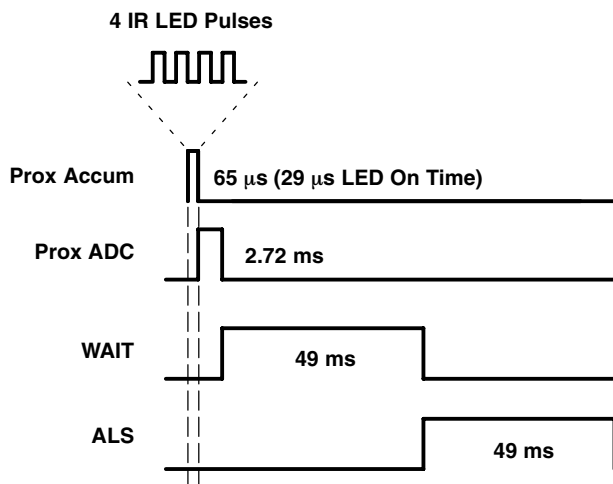 4 IR LED Pulses
Prox Accum
65 μs (29 μs LED On Time)
Prox ADC
2.72 ms
WAIT
49 ms
ALS
49 ms